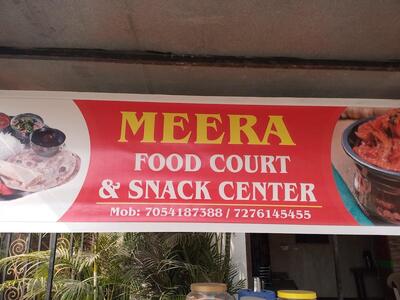 MEERA
FOOD COURT
& SNACK CENTER
Mob: 7054187388 / 7276145455